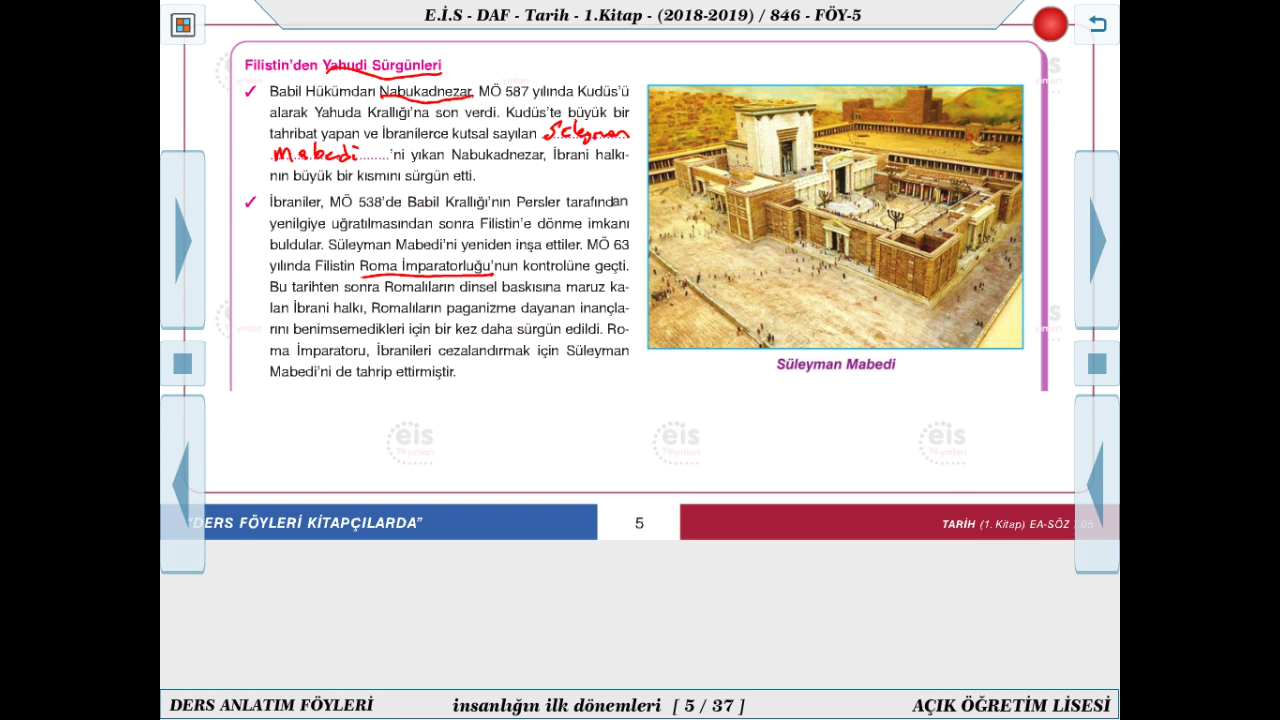 E.İ.S - DAF - Tarih - 1.Kitap - (2018-2019) / 846 - FÖY-5
Filistin'den Yahudi Sürgünleri
✓ Babil Hükümdarı Nabukadnezar, MÖ 587 yılında Kudüs'ü
alarak Yahuda Krallığı'na son verdi. Kudüs'te büyük bir
tahribat yapan ve İbranilerce kutsal sayılan Süleyman
Mabedi 'ni yıkan Nabukadnezar, İbrani halkı-
nın büyük bir kısmını sürgün etti.
✓ İbraniler, MÖ 538'de Babil Krallığı'nın Persler tarafından
yenilgiye uğratılmasından sonra Filistin'e dönme imkanı
buldular. Süleyman Mabedi'ni yeniden inşa ettiler. MÖ 63
yılında Filistin Roma İmparatorluğu'nun kontrolüne geçti.
Bu tarihten sonra Romalıların dinsel baskısına maruz ka-
lan İbrani halkı, Romalıların paganizme dayanan inançla-
rını benimsemedikleri için bir kez daha sürgün edildi. Ro-
ma İmparatoru, İbranileri cezalandırmak için Süleyman
Mabedi'ni de tahrip ettirmiştir.
Süleyman Mabedi
eis yayınları
eis yayınları
eis yayınları
"DERS FÖYLERİ KİTAPÇILARDA"
5
TARİH (1. Kitap) EA-SÖZ / 05
DERS ANLATIM FÖYLERİ
insanlığın ilk dönemleri [ 5 / 37 ]
AÇIK ÖĞRETİM LİSESİ